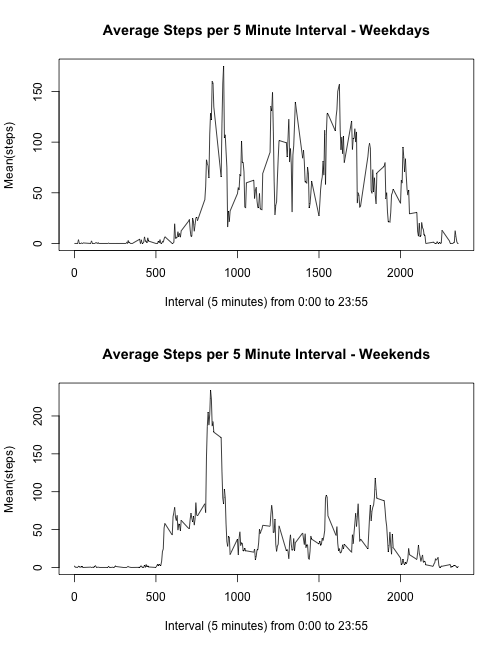 Average Steps per 5 Minute Interval - Weekdays
Mean(steps)
150
100
50
0
0 500 1000 1500 2000
Interval (5 minutes) from 0:00 to 23:55
Average Steps per 5 Minute Interval - Weekends
Mean(steps)
200
150
100
50
0
0 500 1000 1500 2000
Interval (5 minutes) from 0:00 to 23:55